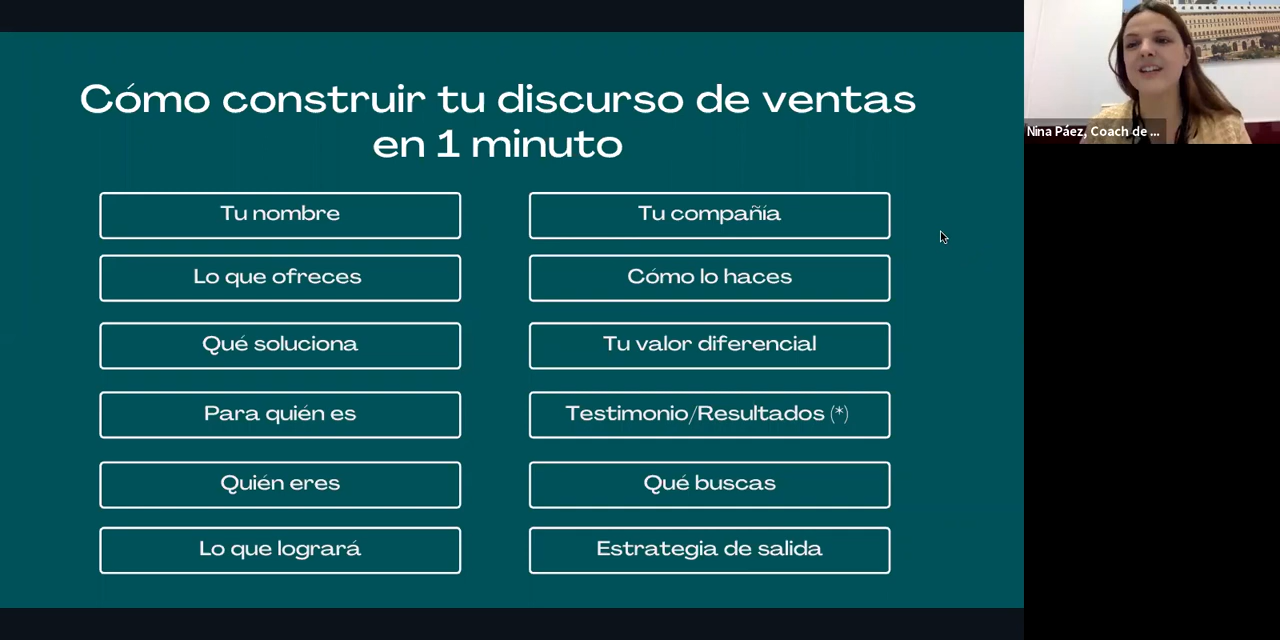 Cómo construir tu discurso de ventas
en 1 minuto
Tu nombre
Tu compañía
Lo que ofreces
Cómo lo haces
Qué soluciona
Tu valor diferencial
Para quién es
Testimonio/Resultados (*)
Quién eres
Qué buscas
Lo que logrará
Estrategia de salida
Nina Páez, Coach de ...